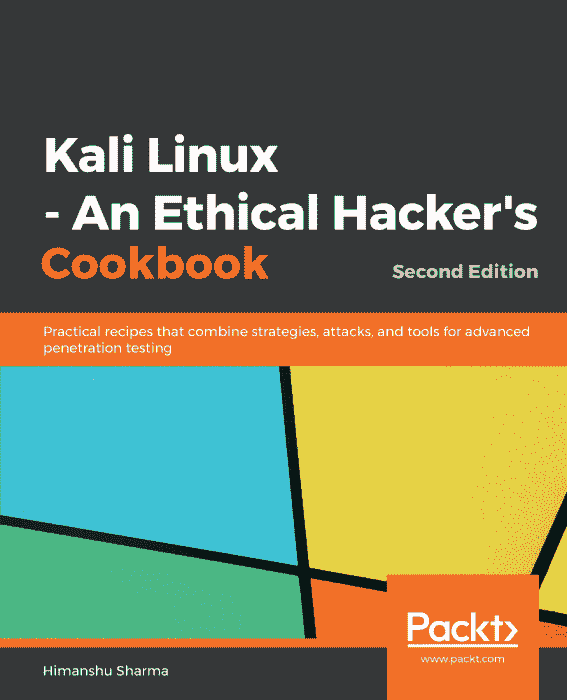 Kali Linux
- An Ethical Hacker's
Cookbook
Second Edition
Practical recipes that combine strategies, attacks, and tools for advanced
penetration testing
Packt>
www.packt.com
Himanshu Sharma